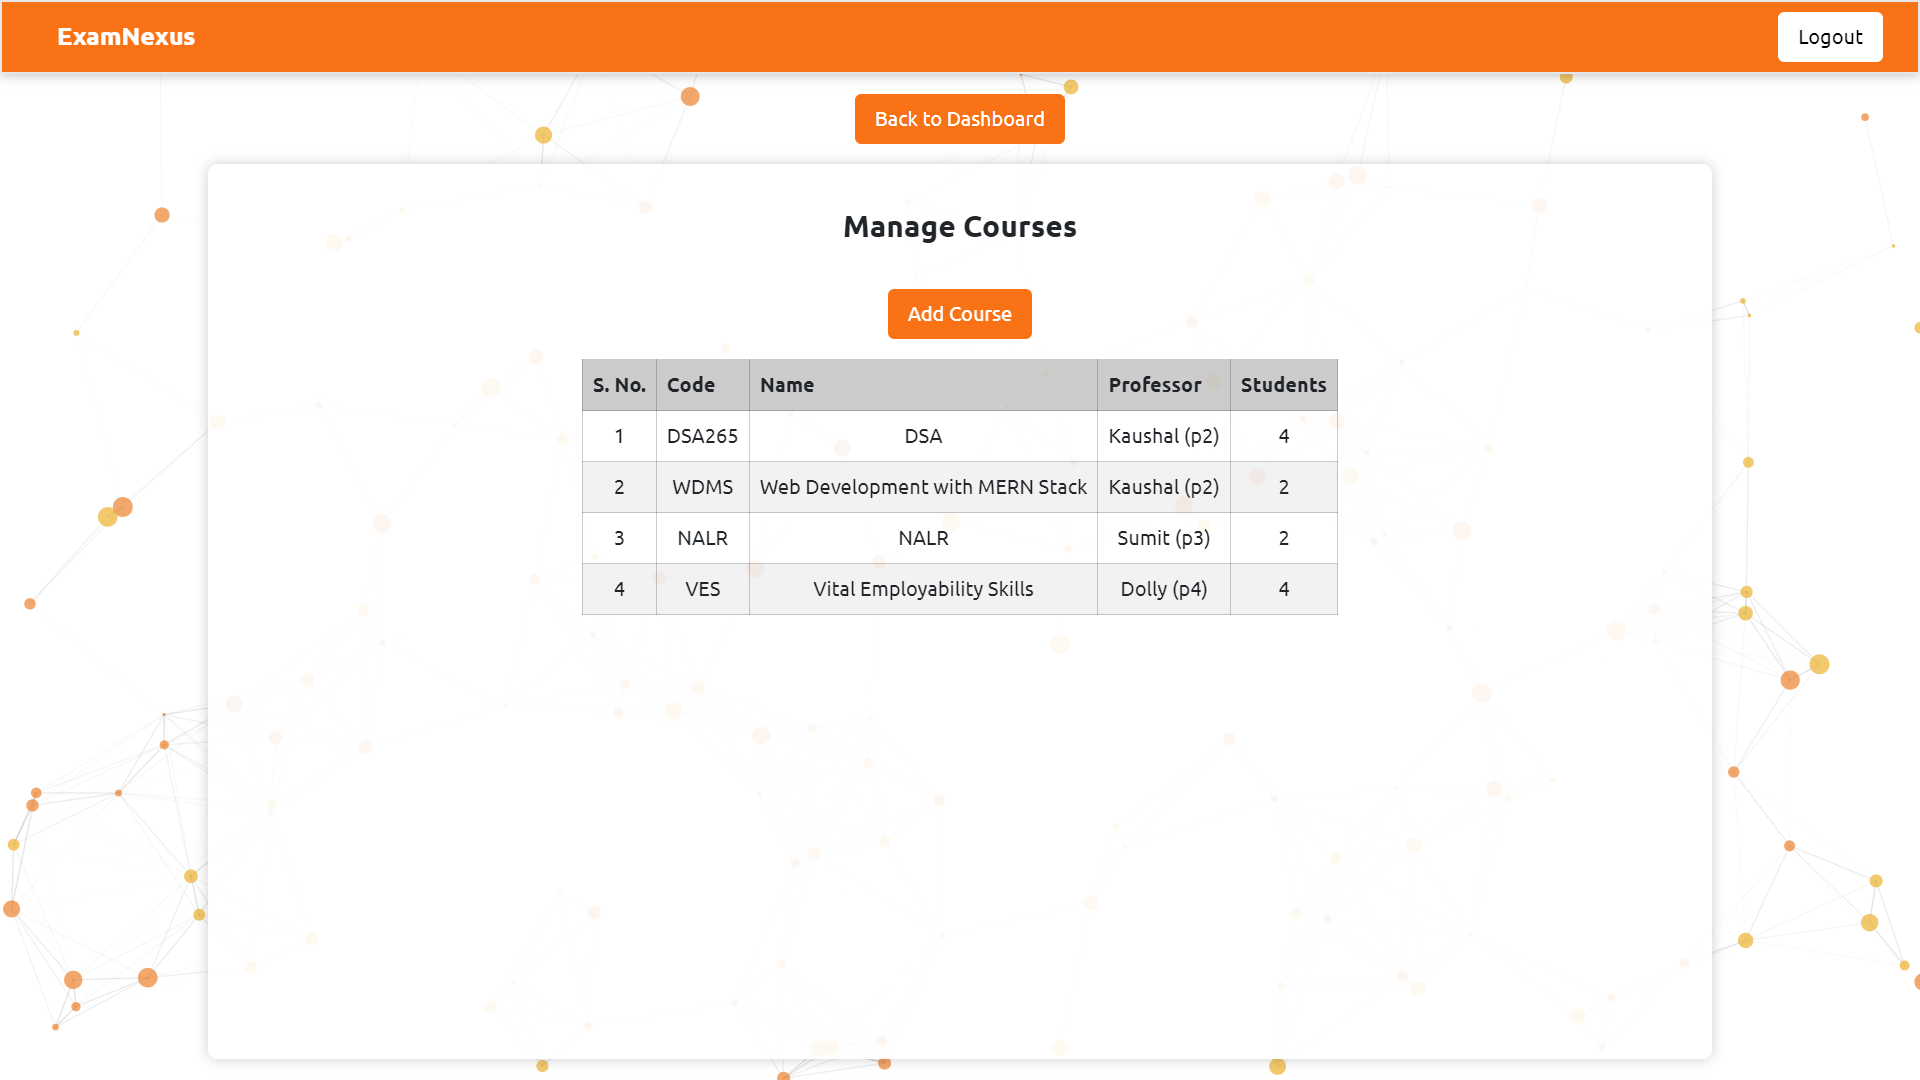 ExamNexus
Logout
Back to Dashboard
Manage Courses
Add Course
S. No. Code Name Professor Students
1 DSA265 DSA Kaushal (p2) 4
2 WDMS Web Development with MERN Stack Kaushal (p2) 2
3 NALR NALR Sumit (p3) 2
4 VES Vital Employability Skills Dolly (p4) 4